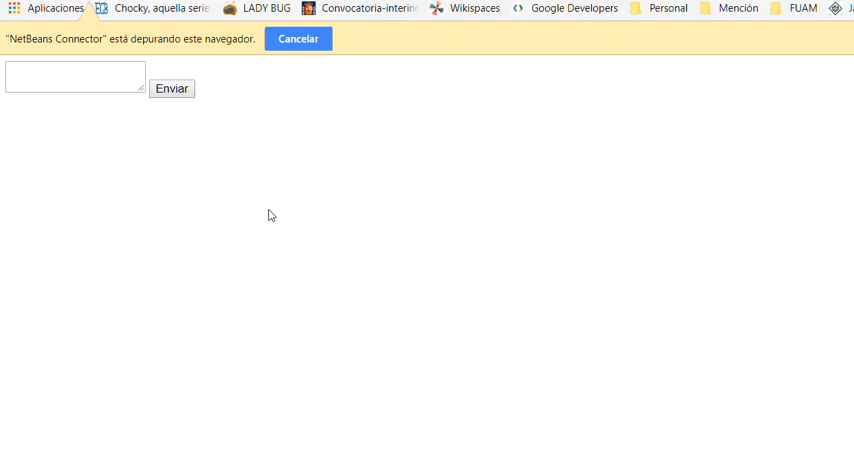 Aplicaciones Chocky, aquella serie LADY BUG Convocatoria-interin Wikispaces Google Developers Personal Mención FUAM
"NetBeans Connector" está depurando este navegador. Cancelar
Enviar